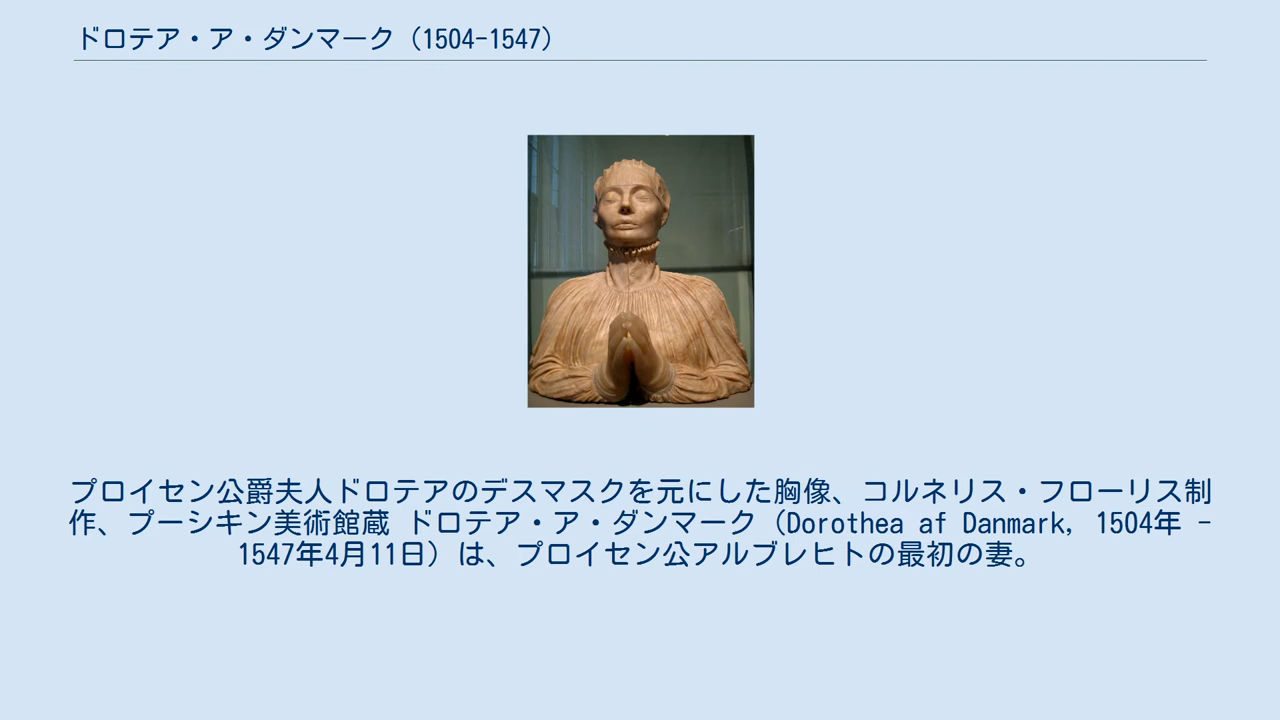 ドロテア・ア・ダンマーク（1504-1547）
プロイセン公爵夫人ドロテアのデスマスクを元にした胸像、コルネリス・フローリス制
作、プーシキン美術館蔵 ドロテア・ア・ダンマーク（Dorothea af Danmark, 1504年 -
1547年4月11日）は、プロイセン公アルブレヒトの最初の妻。